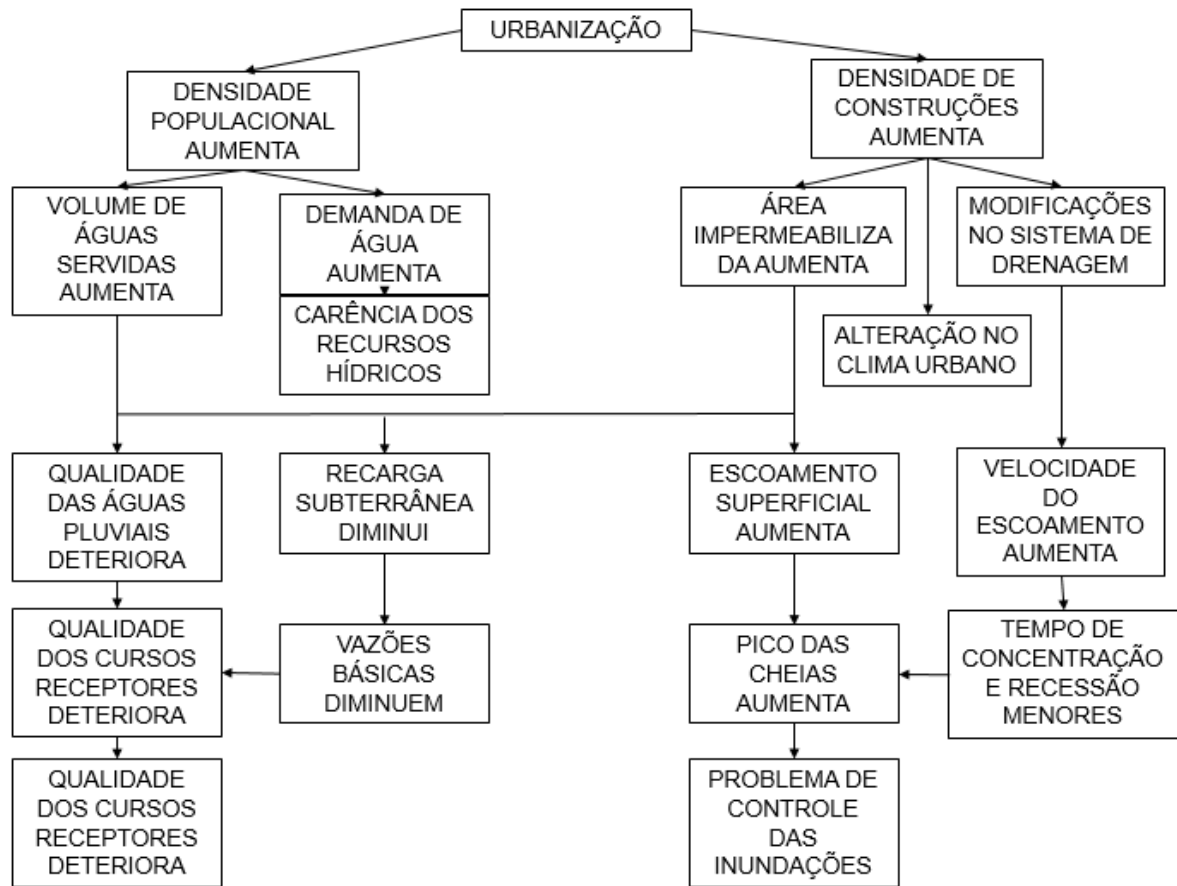 URBANIZAÇÃO
DENSIDADE
POPULACIONAL
AUMENTA
DENSIDADE DE
CONSTRUÇÕES
AUMENTA
VOLUME DE
ÁGUAS
SERVIDAS
AUMENTA
DEMANDA DE
ÁGUA
AUMENTA
ÁREA
IMPERMEABILIZA
DA AUMENTA
MODIFICAÇÕES
NO SISTEMA DE
DRENAGEM
CARÊNCIA DOS
RECURSOS
HÍDRICOS
ALTERAÇÃO NO
CLIMA URBANO
QUALIDADE
DAS ÁGUAS
PLUVIAIS
DETERIORA
RECARGA
SUBTERRÂNEA
DIMINUI
ESCOAMENTO
SUPERFICIAL
AUMENTA
VELOCIDADE
DO
ESCOAMENTO
AUMENTA
QUALIDADE
DOS CURSOS
RECEPTORES
DETERIORA
VAZÕES
BÁSICAS
DIMINUEM
PICO DAS
CHEIAS
AUMENTA
TEMPO DE
CONCENTRAÇÃO
E RECESSÃO
MENORES
QUALIDADE
DOS CURSOS
RECEPTORES
DETERIORA
PROBLEMA DE
CONTROLE
DAS
INUNDAÇÕES